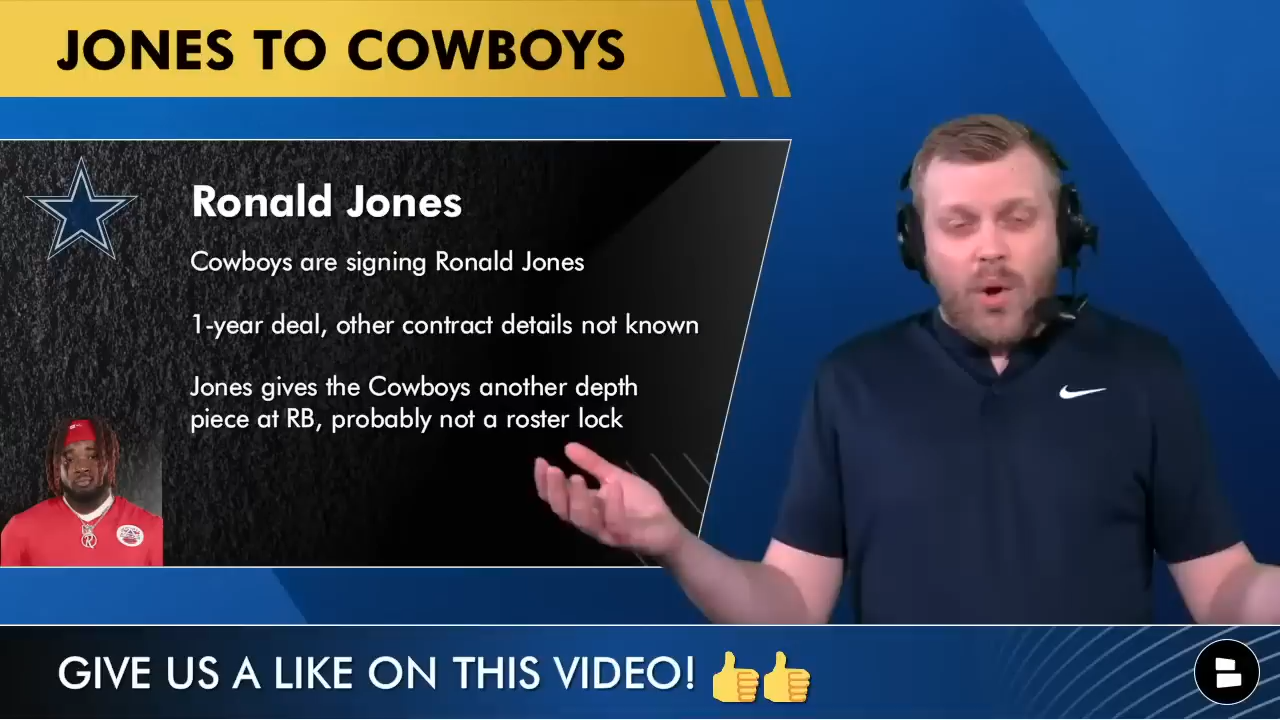 JONES TO COWBOYS
Ronald Jones
Cowboys are signing Ronald Jones
1-year deal, other contract details not known
Jones gives the Cowboys another depth
piece at RB, probably not a roster lock
GIVE US A LIKE ON THIS VIDEO! 👍👍